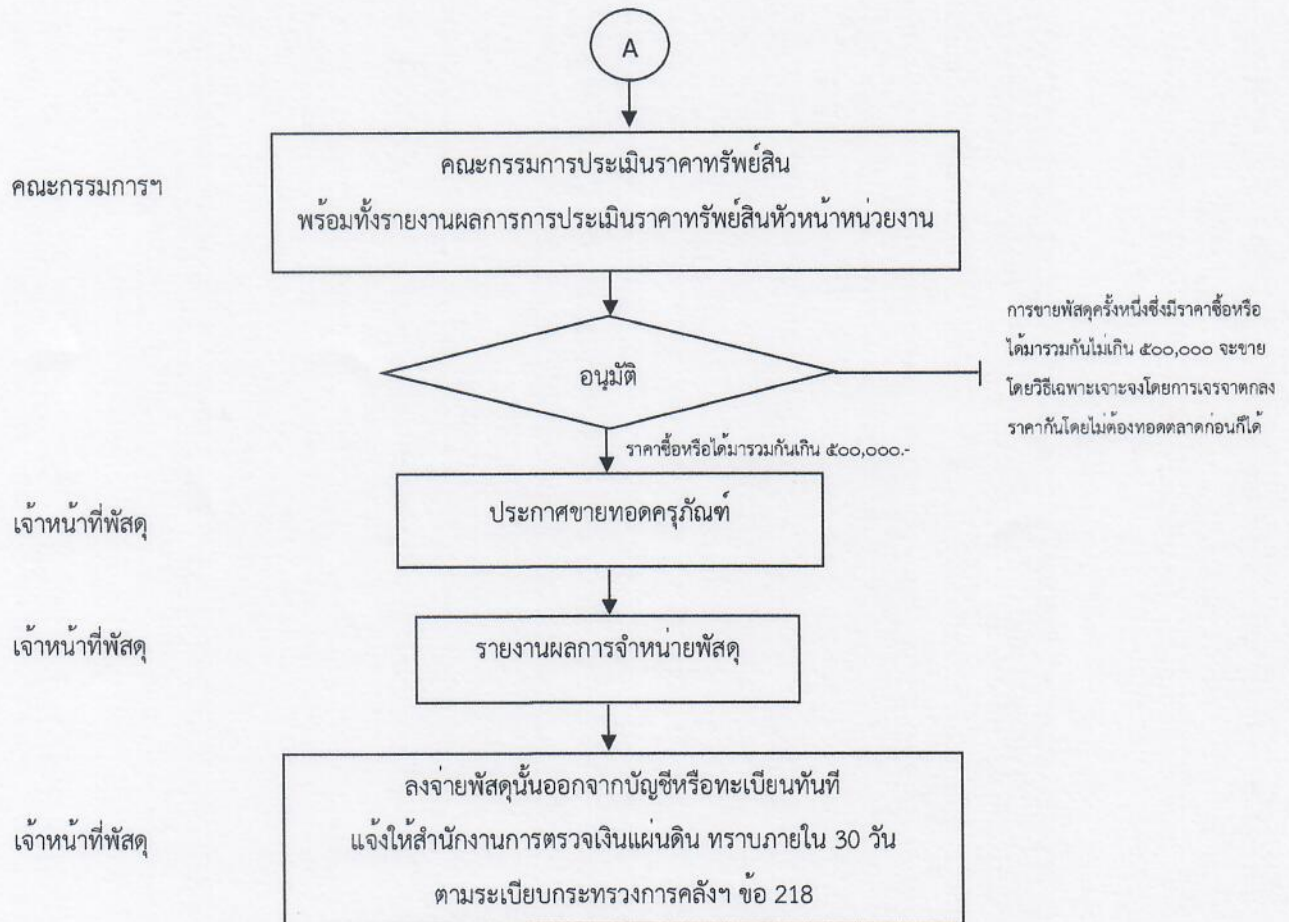 A
คณะกรรมการฯ
คณะกรรมการประเมินราคาทรัพย์สิน
พร้อมทั้งรายงานผลการการประเมินราคาทรัพย์สินหัวหน้าหน่วยงาน
อนุมัติ
การขายพัสดุครั้งหนึ่งซึ่งมีราคาซื้อหรือ
ได้มารวมกันไม่เกิน ๕๐๐,๐๐๐ จะขาย
โดยวิธีเฉพาะเจาะจงโดยการเจรจาตกลง
ราคากันโดยไม่ต้องทอดตลาดก่อนก็ได้
ราคาซื้อหรือได้มารวมกันเกิน ๕๐๐,๐๐๐.-
เจ้าหน้าที่พัสดุ
ประกาศขายทอดครุภัณฑ์
เจ้าหน้าที่พัสดุ
รายงานผลการจำหน่ายพัสดุ
เจ้าหน้าที่พัสดุ
ลงจ่ายพัสดุนั้นออกจากบัญชีหรือทะเบียนทันที
แจ้งให้สำนักงานการตรวจเงินแผ่นดิน ทราบภายใน 30 วัน
ตามระเบียบกระทรวงการคลังฯ ข้อ 218